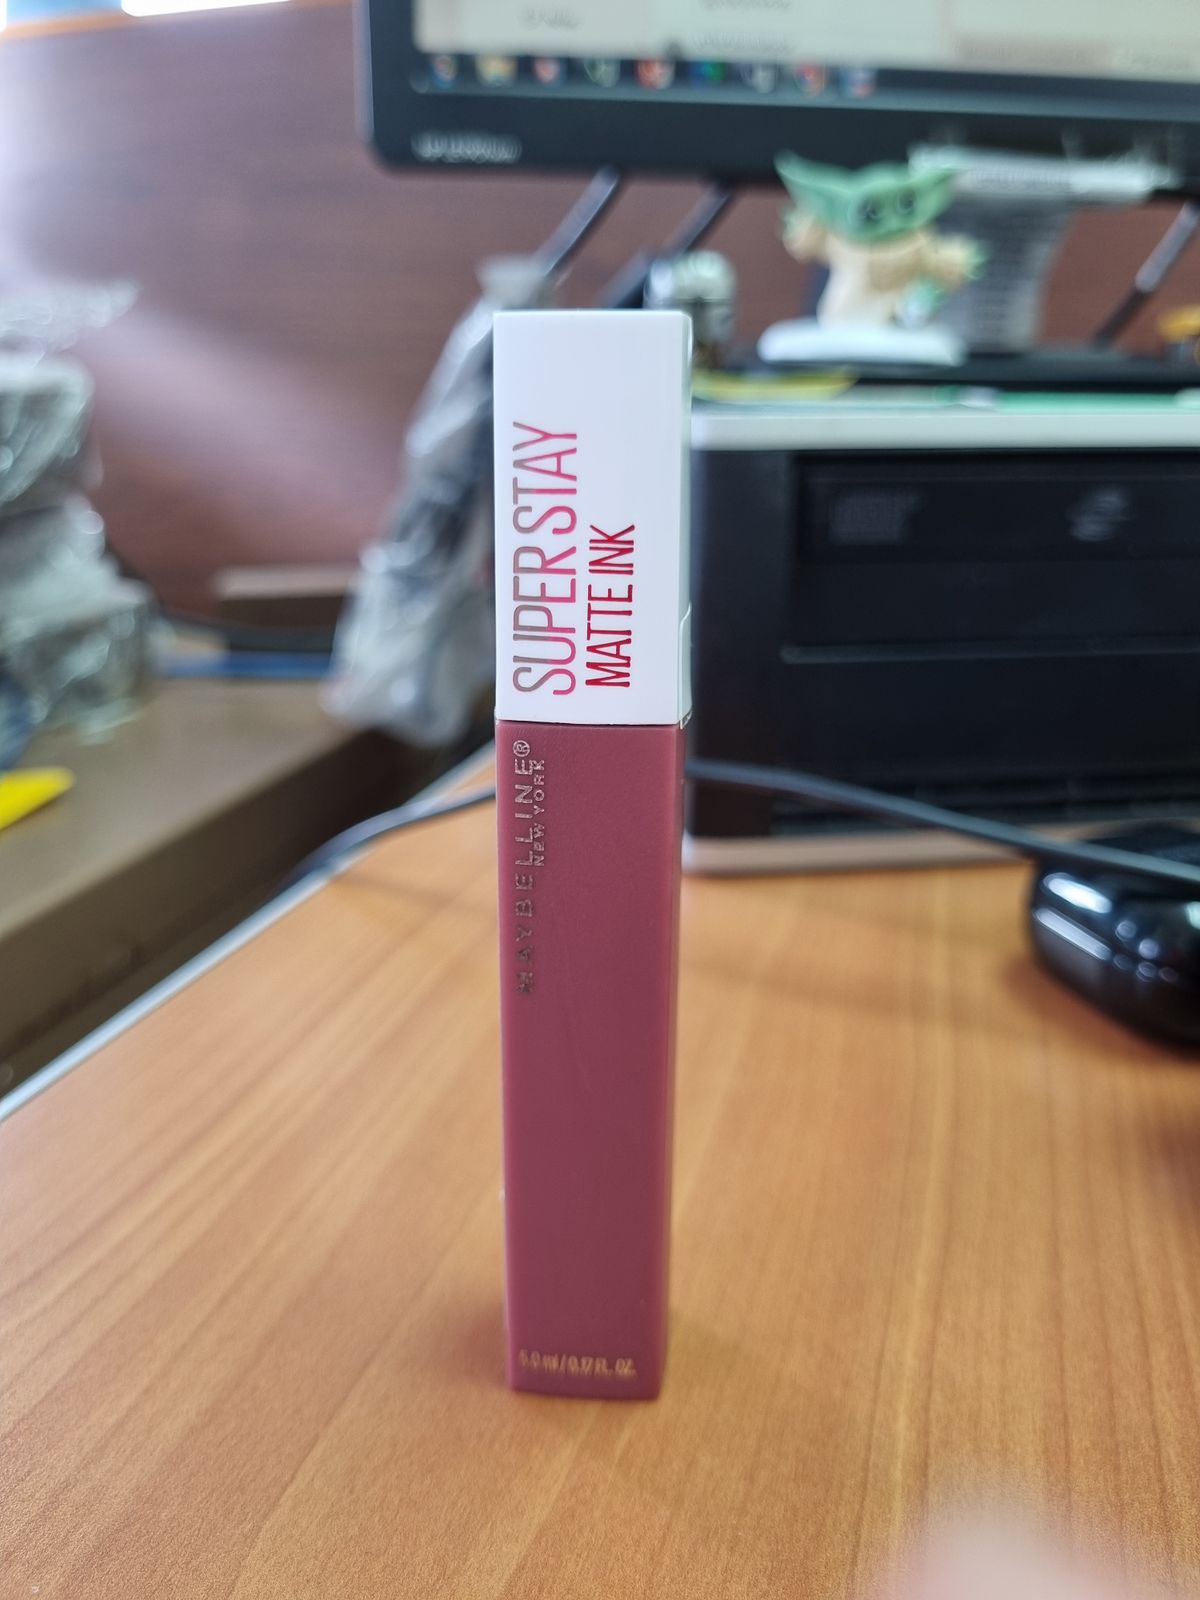 SUPER STAY
MATTE INK
MAYBELLINE®
NEW YORK
5.0 ml / 0.17 FL. OZ.